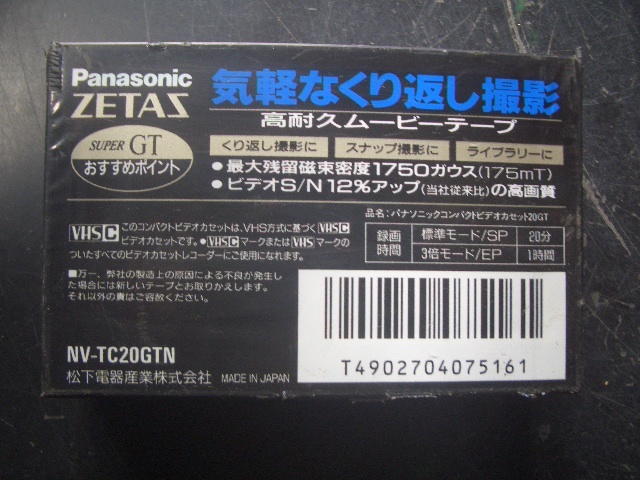 Panasonic
ZETAS
SUPER GT
おすすめポイント
気軽なくり返し撮影
高耐久ムービーテープ
くり返し撮影に
スナップ撮影に
ライブラリーに
●最大残留磁束密度1750ガウス(175mT)
●ビデオS/N 12%アップ(当社従来比)の高画質
VHSC このコンパクトビデオカセットは、VHS方式に基づくVHSC
ビデオカセットです。●VHSCマークまたはVHSマークの
ついたすべてのビデオカセットレコーダーにご使用になれます。
■万一、弊社の製造上の原因による不良が発生し
た場合には新しいテープとお取りかえします。
それ以外の責はご容赦ください。
品名:パナソニックコンパクトビデオカセット20GT
録画時間 標準モード/SP 20分
3倍モード/EP 1時間
NV-TC20GTN
松下電器産業株式会社 MADE IN JAPAN
T4902704075161